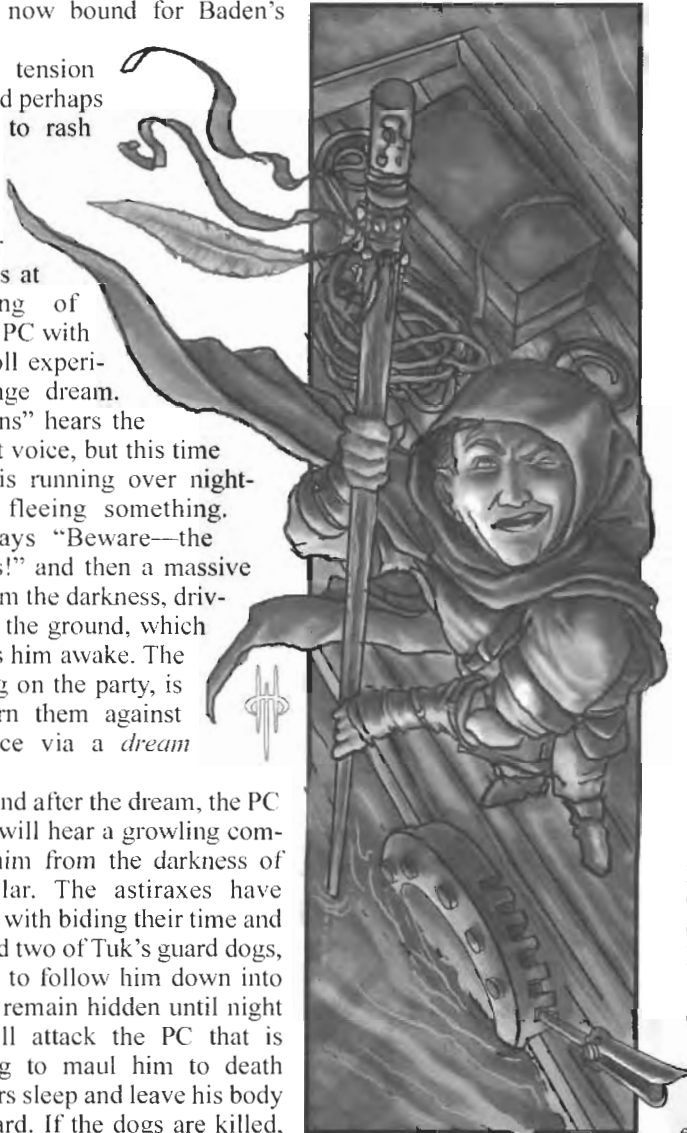 now bound for Baden's
tension
d perhaps
to rash
s at
ng of
PC with
oll experi-
nge dream.
ns" hears the
t voice, but this time
is running over night-
fleeing something.
ays "Beware—the
s!" and then a massive
m the darkness, driv-
the ground, which
s him awake. The
g on the party, is
rn them against
ce via a dream
nd after the dream, the PC
will hear a growling com-
him from the darkness of
lar. The astiraxes have
with biding their time and
d two of Tuk's guard dogs,
to follow him down into
remain hidden until night
ll attack the PC that is
g to maul him to death
rs sleep and leave his body
ard. If the dogs are killed,